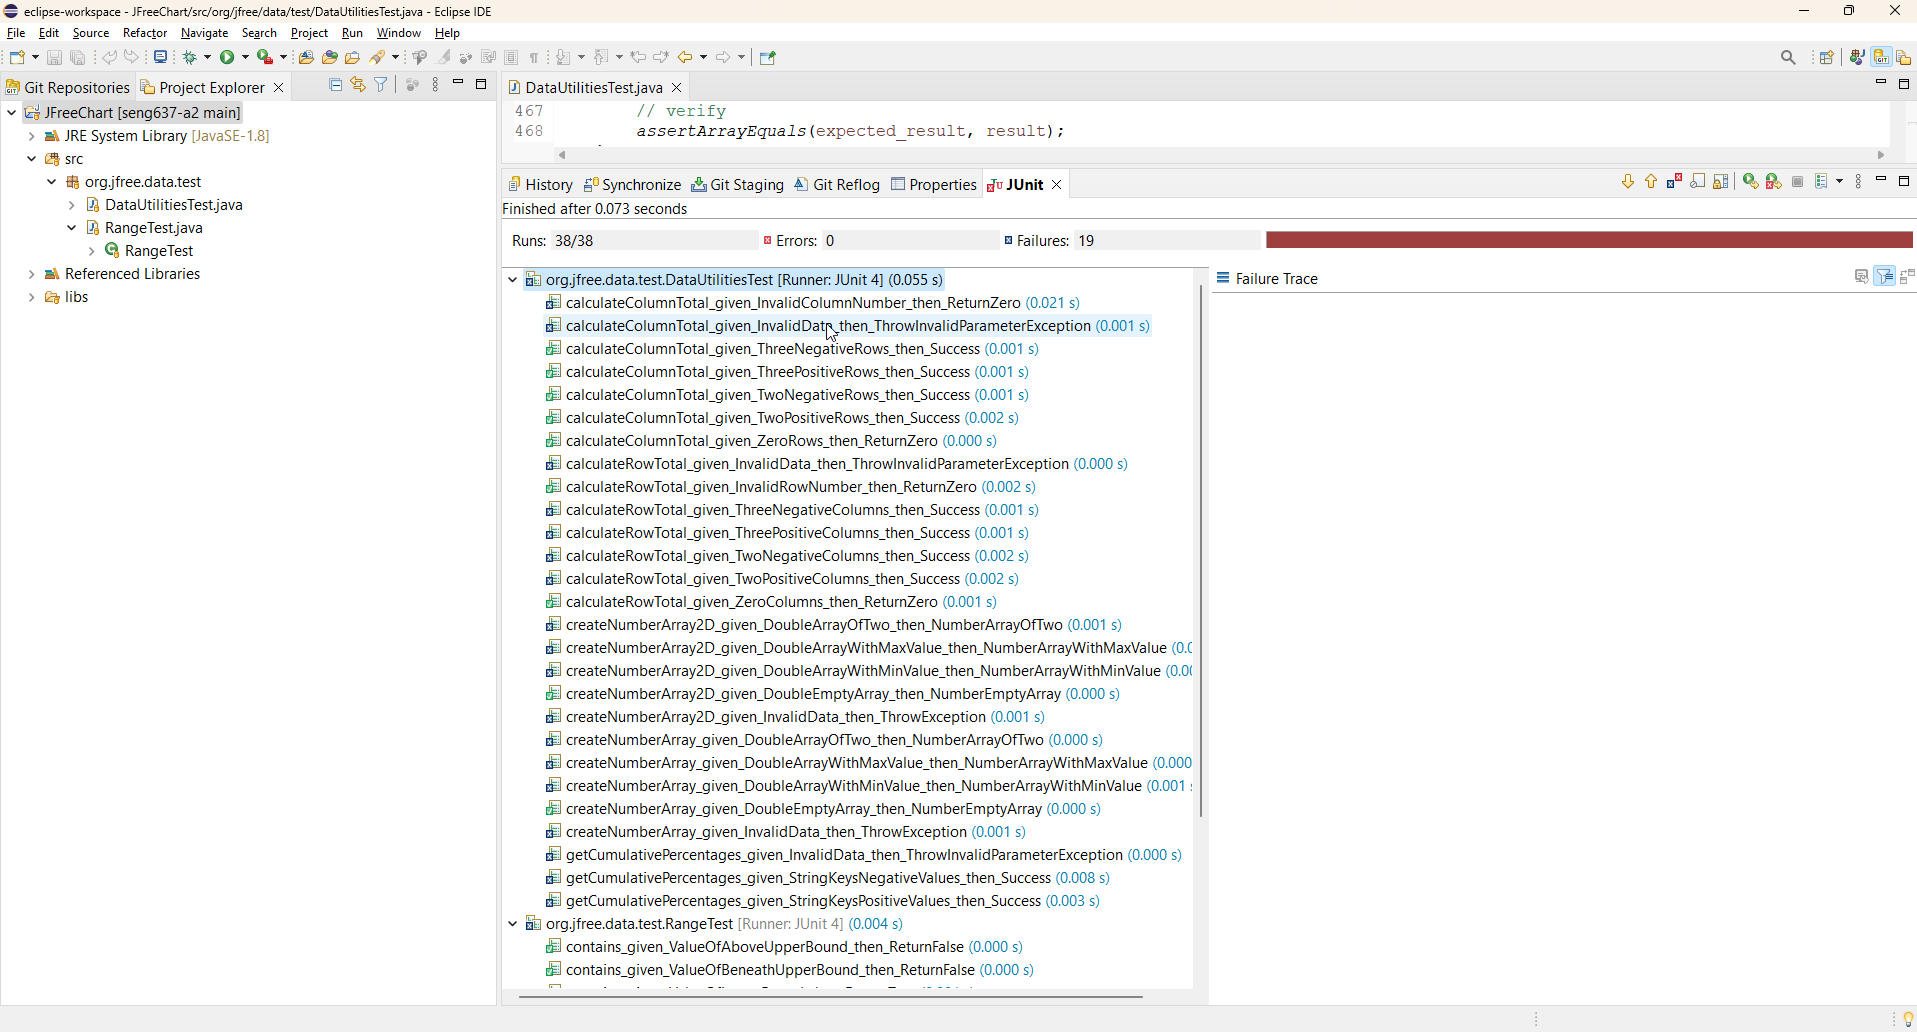 eclipse-workspace - JFreeChart/src/org/jfree/data/test/DataUtilitiesTest.java - Eclipse IDE
File Edit Source Refactor Navigate Search Project Run Window Help
Git Repositories Project Explorer
JFreeChart [seng637-a2 main]
JRE System Library [JavaSE-1.8]
src
org.jfree.data.test
DataUtilitiesTest.java
RangeTest.java
RangeTest
Referenced Libraries
libs
DataUtilitiesTest.java
467 // verify
468 assertArrayEquals(expected_result, result);
History Synchronize Git Staging Git Reflog Properties JUnit
Finished after 0.073 seconds
Runs: 38/38 Errors: 0 Failures: 19
org.jfree.data.test.DataUtilitiesTest [Runner: JUnit 4] (0.055 s)
calculateColumnTotal_given_InvalidColumnNumber_then_ReturnZero (0.021 s)
calculateColumnTotal_given_InvalidData_then_ThrowInvalidParameterException (0.001 s)
calculateColumnTotal_given_ThreeNegativeRows_then_Success (0.001 s)
calculateColumnTotal_given_ThreePositiveRows_then_Success (0.001 s)
calculateColumnTotal_given_TwoNegativeRows_then_Success (0.001 s)
calculateColumnTotal_given_TwoPositiveRows_then_Success (0.002 s)
calculateColumnTotal_given_ZeroRows_then_ReturnZero (0.000 s)
calculateRowTotal_given_InvalidData_then_ThrowInvalidParameterException (0.000 s)
calculateRowTotal_given_InvalidRowNumber_then_ReturnZero (0.002 s)
calculateRowTotal_given_ThreeNegativeColumns_then_Success (0.001 s)
calculateRowTotal_given_ThreePositiveColumns_then_Success (0.001 s)
calculateRowTotal_given_TwoNegativeColumns_then_Success (0.002 s)
calculateRowTotal_given_TwoPositiveColumns_then_Success (0.002 s)
calculateRowTotal_given_ZeroColumns_then_ReturnZero (0.001 s)
createNumberArray2D_given_DoubleArrayOfTwo_then_NumberArrayOfTwo (0.001 s)
createNumberArray2D_given_DoubleArrayWithMaxValue_then_NumberArrayWithMaxValue (0.0
createNumberArray2D_given_DoubleArrayWithMinValue_then_NumberArrayWithMinValue (0.00
createNumberArray2D_given_DoubleEmptyArray_then_NumberEmptyArray (0.000 s)
createNumberArray2D_given_InvalidData_then_ThrowException (0.001 s)
createNumberArray_given_DoubleArrayOfTwo_then_NumberArrayOfTwo (0.000 s)
createNumberArray_given_DoubleArrayWithMaxValue_then_NumberArrayWithMaxValue (0.000
createNumberArray_given_DoubleArrayWithMinValue_then_NumberArrayWithMinValue (0.001 s
createNumberArray_given_DoubleEmptyArray_then_NumberEmptyArray (0.000 s)
createNumberArray_given_InvalidData_then_ThrowException (0.001 s)
getCumulativePercentages_given_InvalidData_then_ThrowInvalidParameterException (0.000 s)
getCumulativePercentages_given_StringKeysNegativeValues_then_Success (0.008 s)
getCumulativePercentages_given_StringKeysPositiveValues_then_Success (0.003 s)
org.jfree.data.test.RangeTest [Runner: JUnit 4] (0.004 s)
contains_given_ValueOfAboveUpperBound_then_ReturnFalse (0.000 s)
contains_given_ValueOfBeneathUpperBound_then_ReturnFalse (0.000 s)
Failure Trace